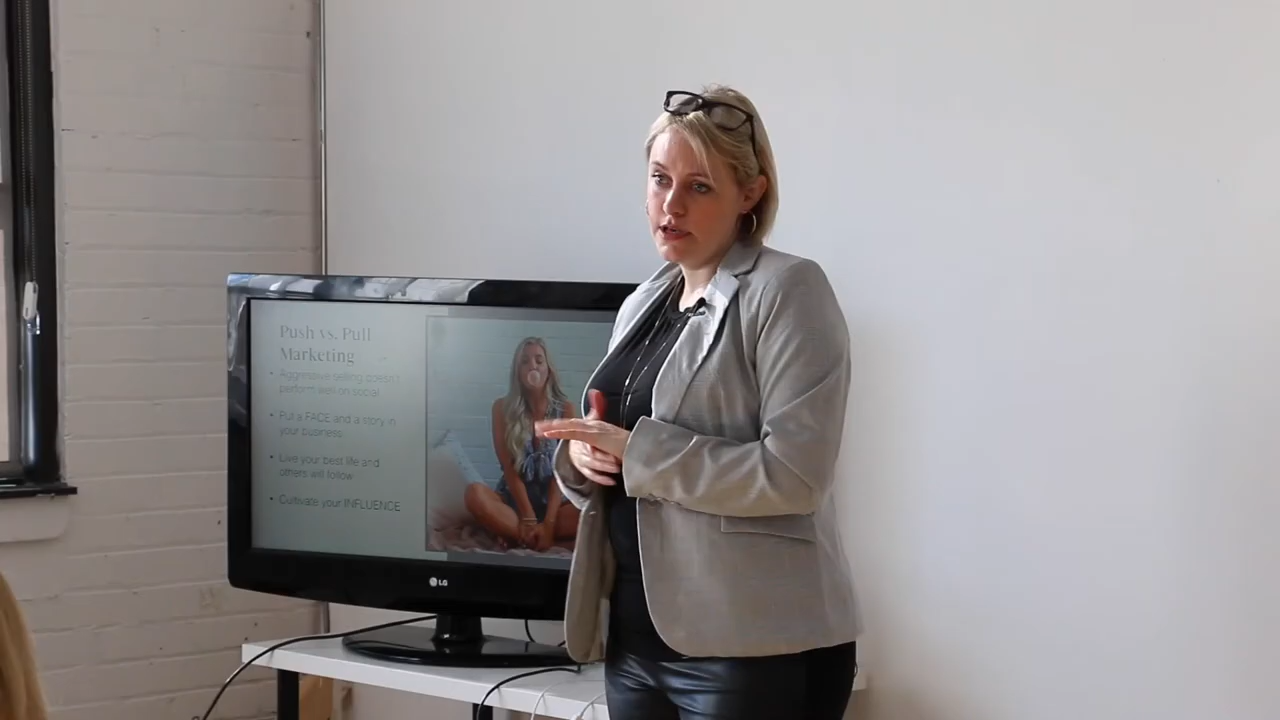 Push vs. Pull
Marketing
• Aggressive selling doesn't
perform well on social
• Put a FACE and a story in
your business
• Live your best life and
others will follow
• Cultivate your INFLUENCE
LG